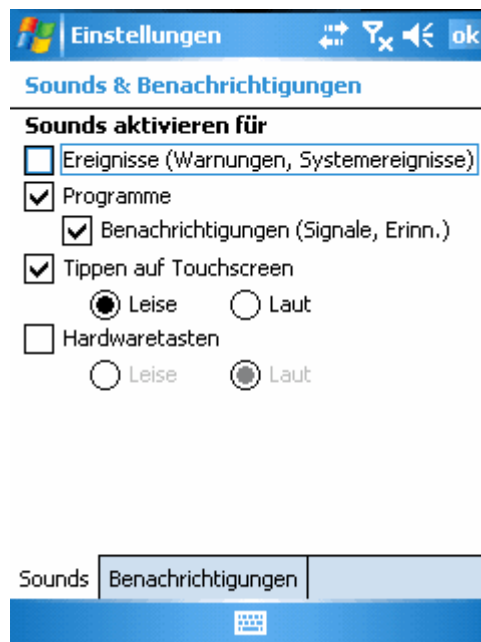 Einstellungen ok
Sounds & Benachrichtigungen
Sounds aktivieren für
Ereignisse (Warnungen, Systemereignisse)
Programme
Benachrichtigungen (Signale, Erinn.)
Tippen auf Touchscreen
Leise Laut
Hardwaretasten
Leise Laut
Sounds Benachrichtigungen